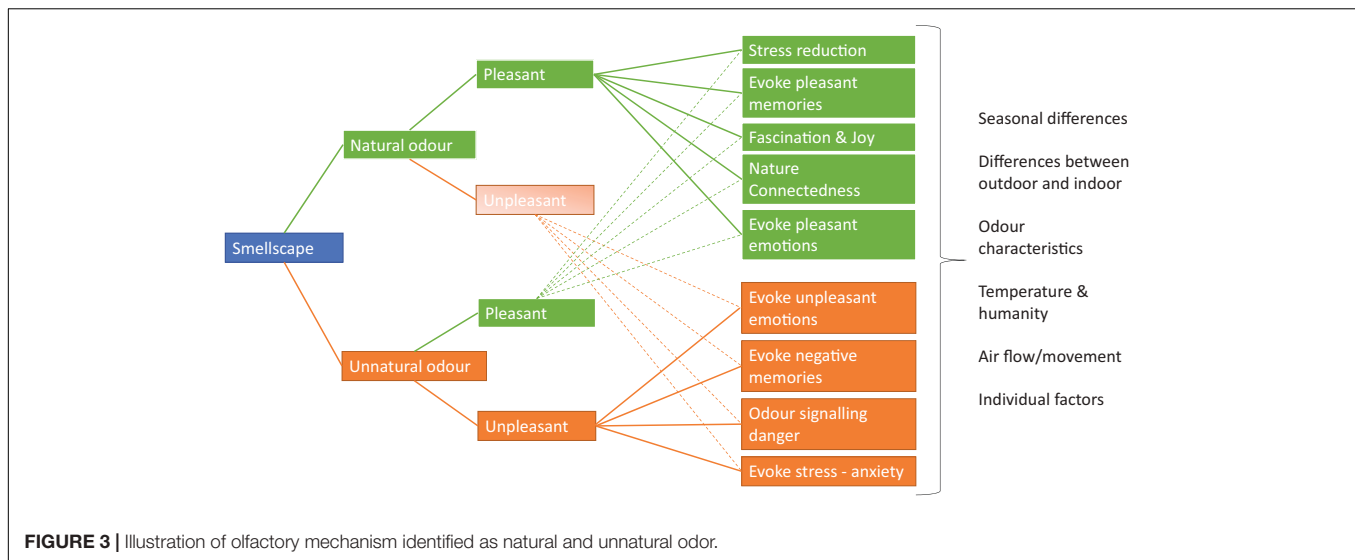 Smellscape
Natural odour
Unnatural odour
Pleasant
Unpleasant
Pleasant
Unpleasant
Stress reduction
Evoke pleasant
memories
Fascination & Joy
Nature
Connectedness
Evoke pleasant
emotions
Evoke unpleasant
emotions
Evoke negative
memories
Odour signalling
danger
Evoke stress - anxiety
Seasonal differences
Differences between
outdoor and indoor
Odour
characteristics
Temperature &
humanity
Air flow/movement
Individual factors
FIGURE 3 | Illustration of olfactory mechanism identified as natural and unnatural odor.